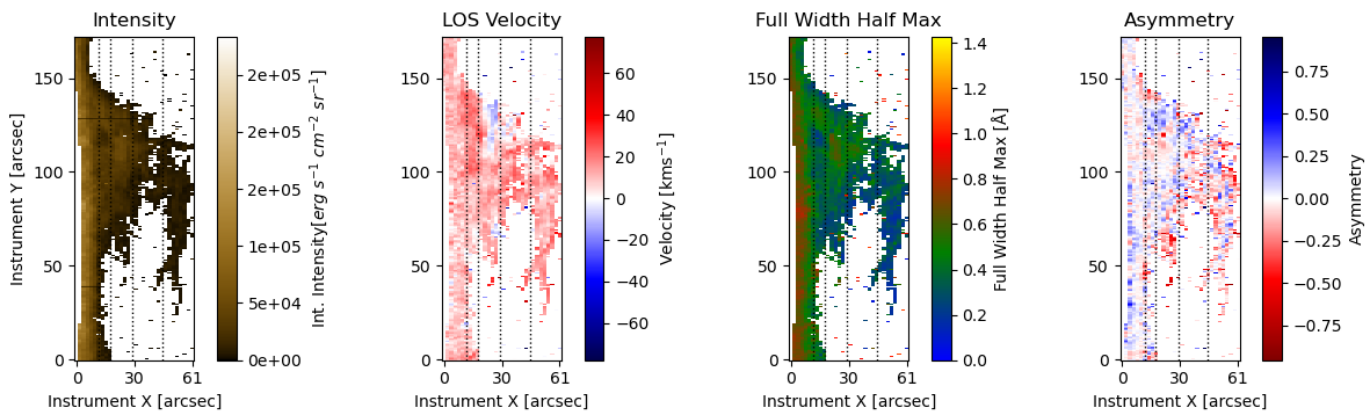 Intensity
LOS Velocity
Full Width Half Max
Asymmetry
Instrument Y [arcsec]
150
100
50
0
0 30 61
Instrument X [arcsec]
2e+05
2e+05
2e+05
1e+05
5e+04
0e+00
Int. Intensity[erg s⁻¹ cm⁻² sr⁻¹]
150
100
50
0
0 30 61
Instrument X [arcsec]
60
40
20
0
−20
−40
−60
Velocity [kms⁻¹]
150
100
50
0
0 30 61
Instrument X [arcsec]
1.4
1.2
1.0
0.8
0.6
0.4
0.2
0.0
Full Width Half Max [Å]
150
100
50
0
0 30 61
Instrument X [arcsec]
0.75
0.50
0.25
0.00
−0.25
−0.50
−0.75
Asymmetry